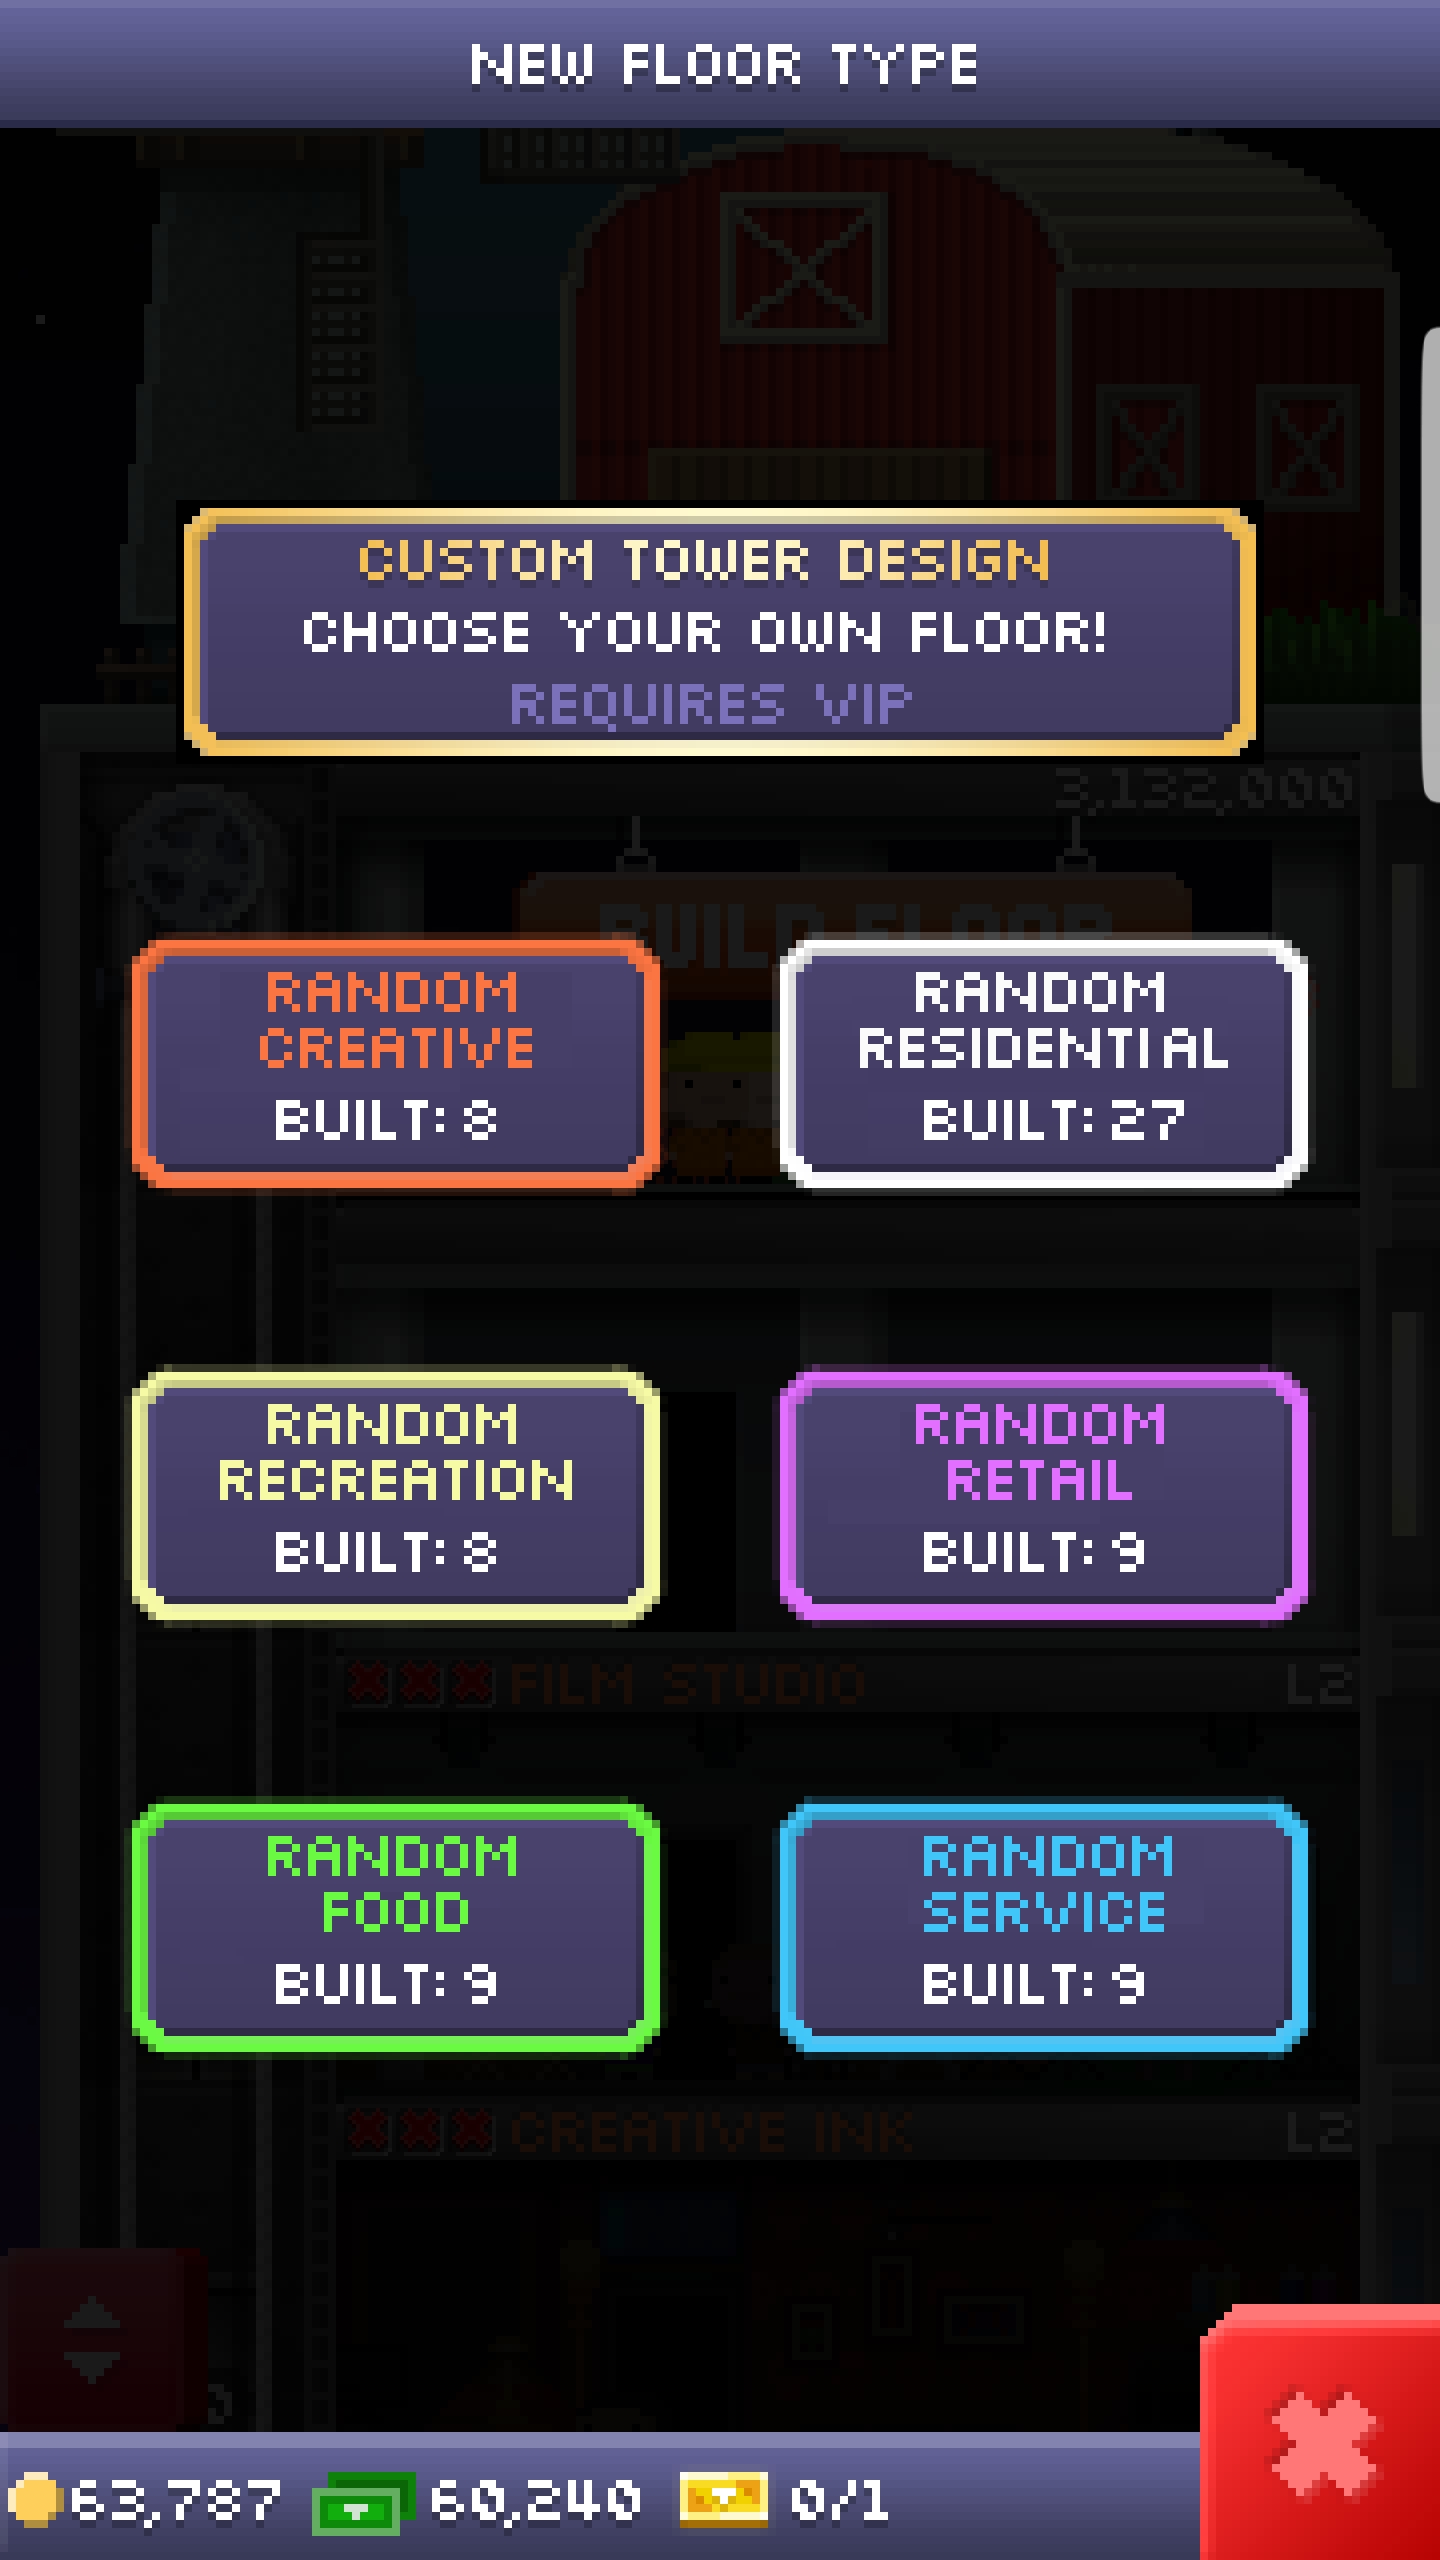 NEW FLOOR TYPE
CUSTOM TOWER DESIGN
CHOOSE YOUR OWN FLOOR!
REQUIRES VIP
3,132,000
BUILD FLOOR
RANDOM
CREATIVE
BUILT: 8
RANDOM
RESIDENTIAL
BUILT: 27
RANDOM
RECREATION
BUILT: 8
RANDOM
RETAIL
BUILT: 9
FILM STUDIO L2
RANDOM
FOOD
BUILT: 9
RANDOM
SERVICE
BUILT: 9
CREATIVE INK L2
63,787 60,240 0/1